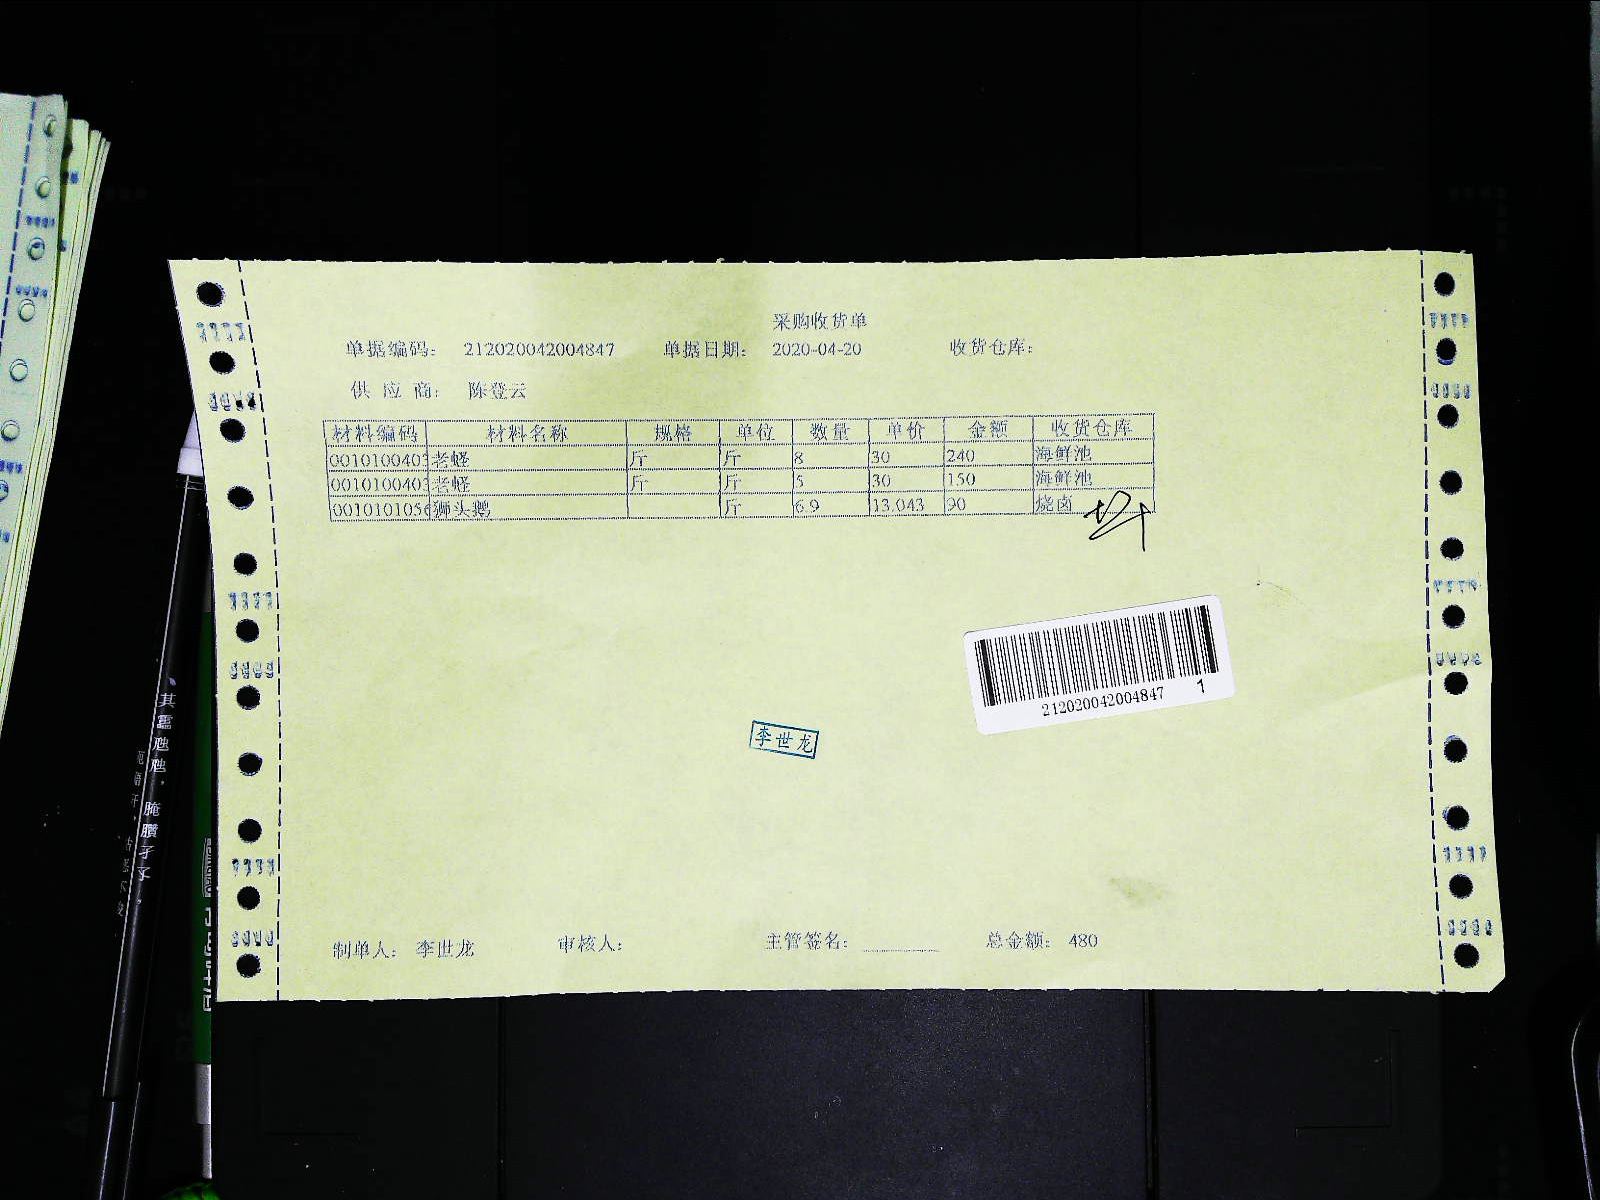 采购收货单
单据编码： 212020042004847 单据日期： 2020-04-20 收货仓库：
供 应 商： 陈登云
材料编码 材料名称 规格 单位 数量 单价 金额 收货仓库
0010100403 老蛏 斤 斤 8 30 240 海鲜池
0010100403 老蛏 斤 斤 5 30 150 海鲜池
0010101056 狮头鹅 斤 6.9 13.043 90 烧卤
212020042004847 1
李世龙
制单人： 李世龙 审核人： 主管签名： 总金额： 480